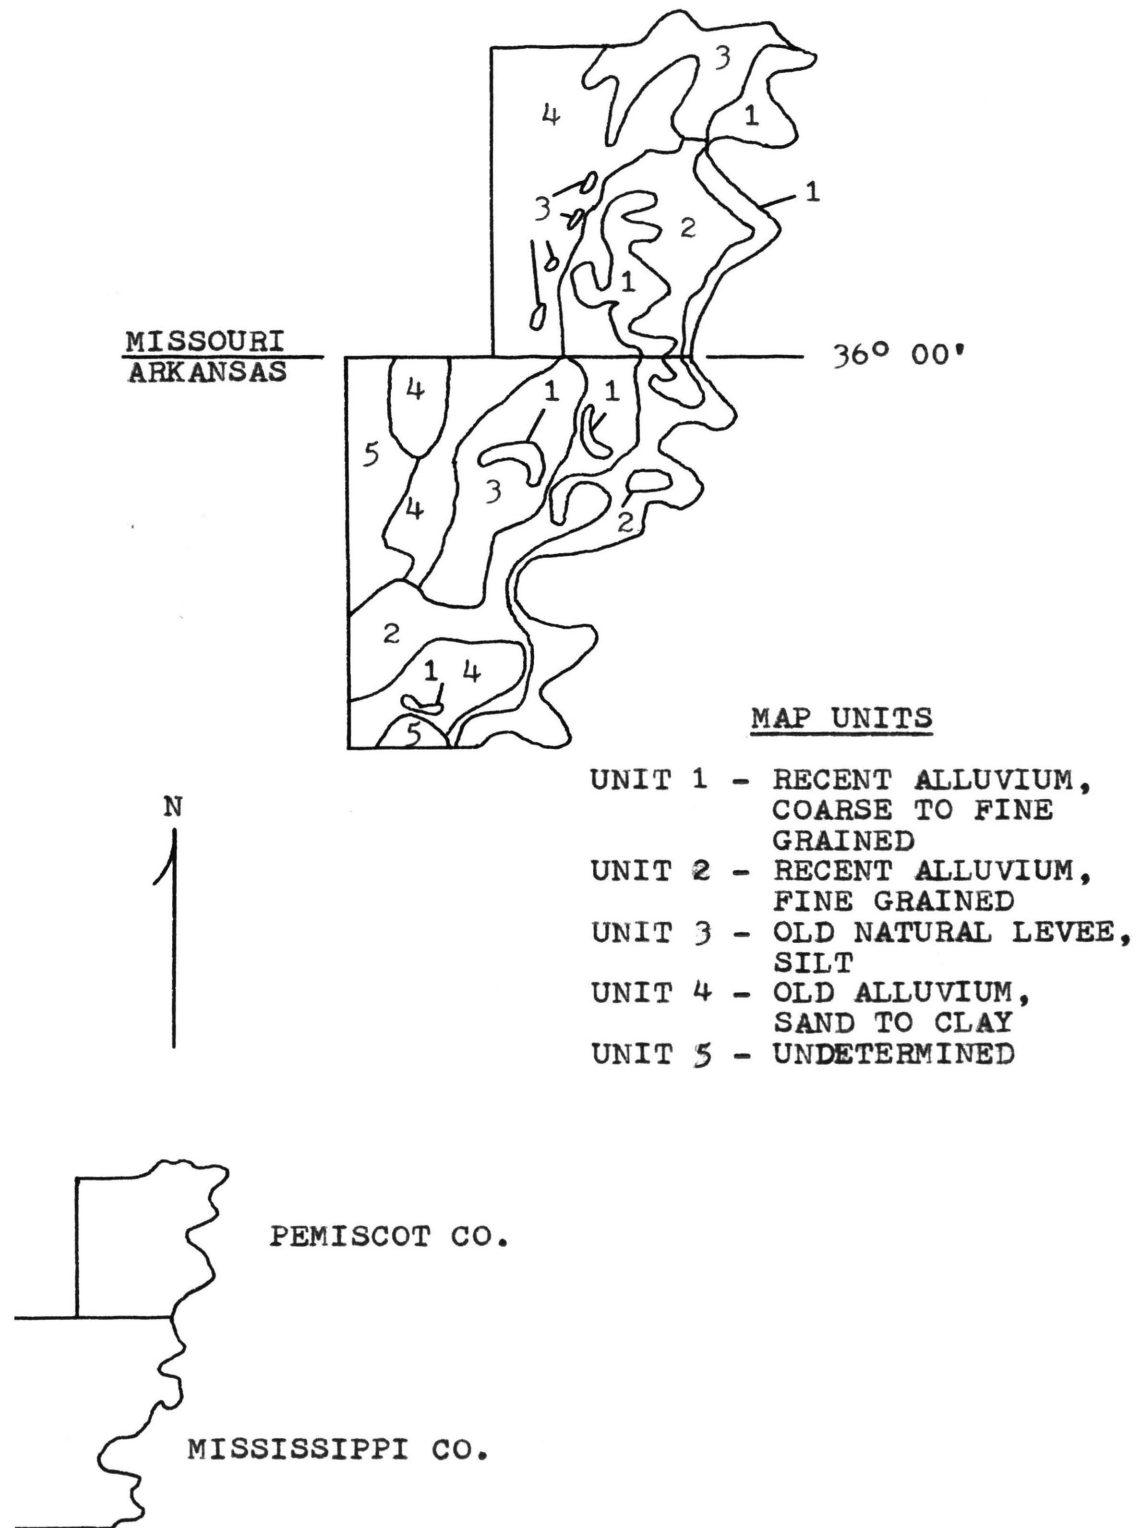 3
4
1
3
1
2
1
MISSOURI
ARKANSAS
36° 00'
4
1
1
5
3
4
2
2
1 4
5
MAP UNITS
UNIT 1 - RECENT ALLUVIUM,
COARSE TO FINE
GRAINED
UNIT 2 - RECENT ALLUVIUM,
FINE GRAINED
UNIT 3 - OLD NATURAL LEVEE,
SILT
UNIT 4 - OLD ALLUVIUM,
SAND TO CLAY
UNIT 5 - UNDETERMINED
N
PEMISCOT CO.
MISSISSIPPI CO.